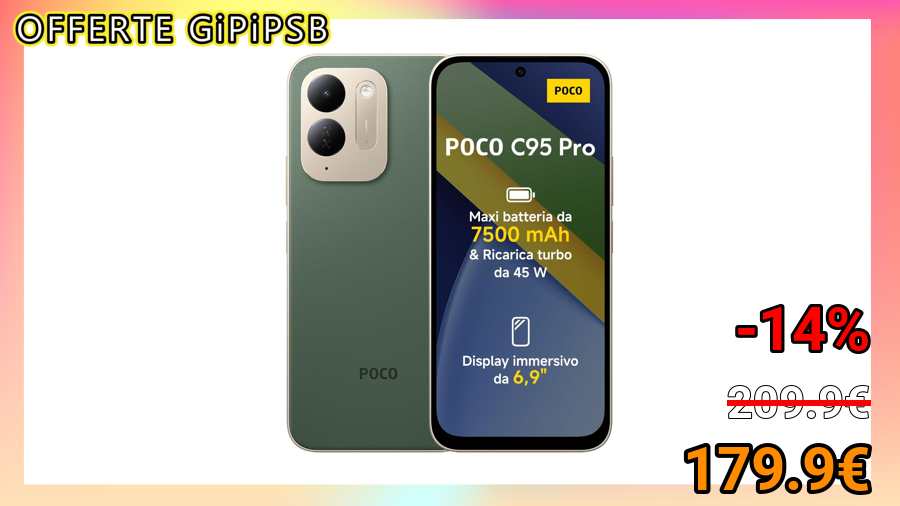 OFFERTE GiPiPSB
POCO
POCO C95 Pro
Maxi batteria da
7500 mAh
& Ricarica turbo
da 45 W
Display immersivo
da 6,9"
POCO
-14%
209.9€
179.9€